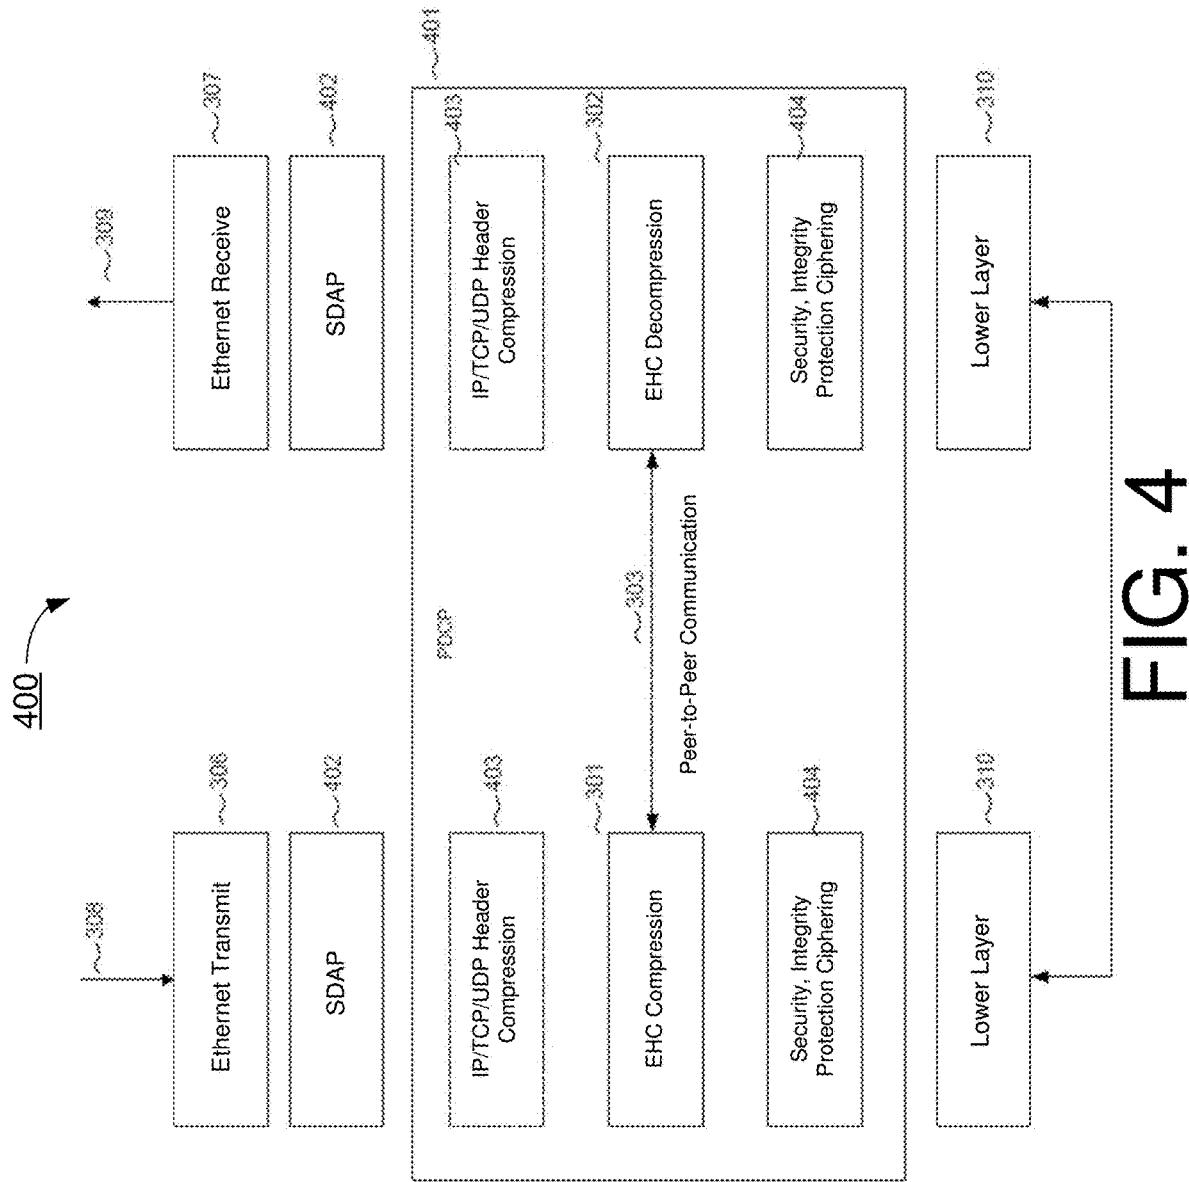 400
308
309
Ethernet Transmit
306
Ethernet Receive
307
SDAP
402
SDAP
402
401
PDCP
IP/TCP/UDP Header
Compression
403
IP/TCP/UDP Header
Compression
403
EHC Compression
301
303
Peer-to-Peer Communication
EHC Decompression
302
Security, Integrity
Protection Ciphering
404
Security, Integrity
Protection Ciphering
404
Lower Layer
310
Lower Layer
310
FIG. 4